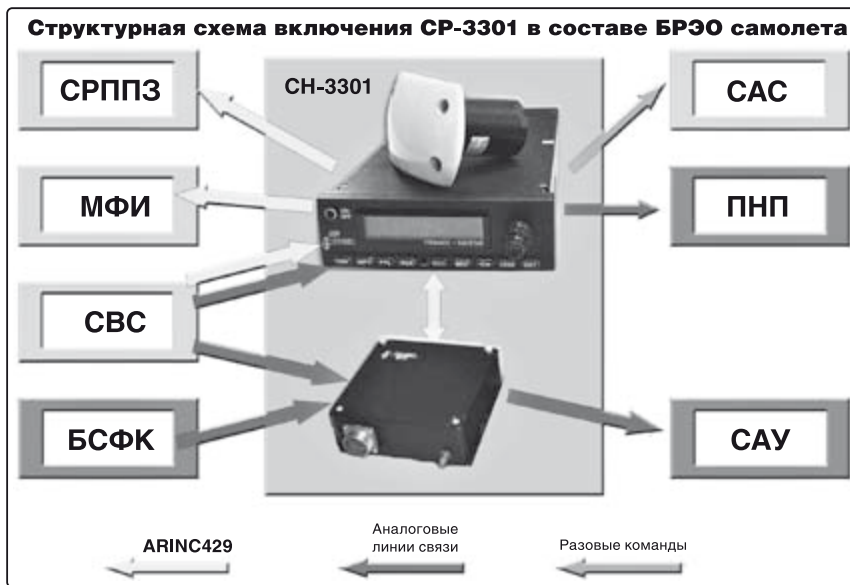 Структурная схема включения СР-3301 в составе БРЭО самолета
СРППЗ
СН-3301
САС
МФИ
ПНП
СВС
БСФК
САУ
ARINC429
Аналоговые
линии связи
Разовые команды